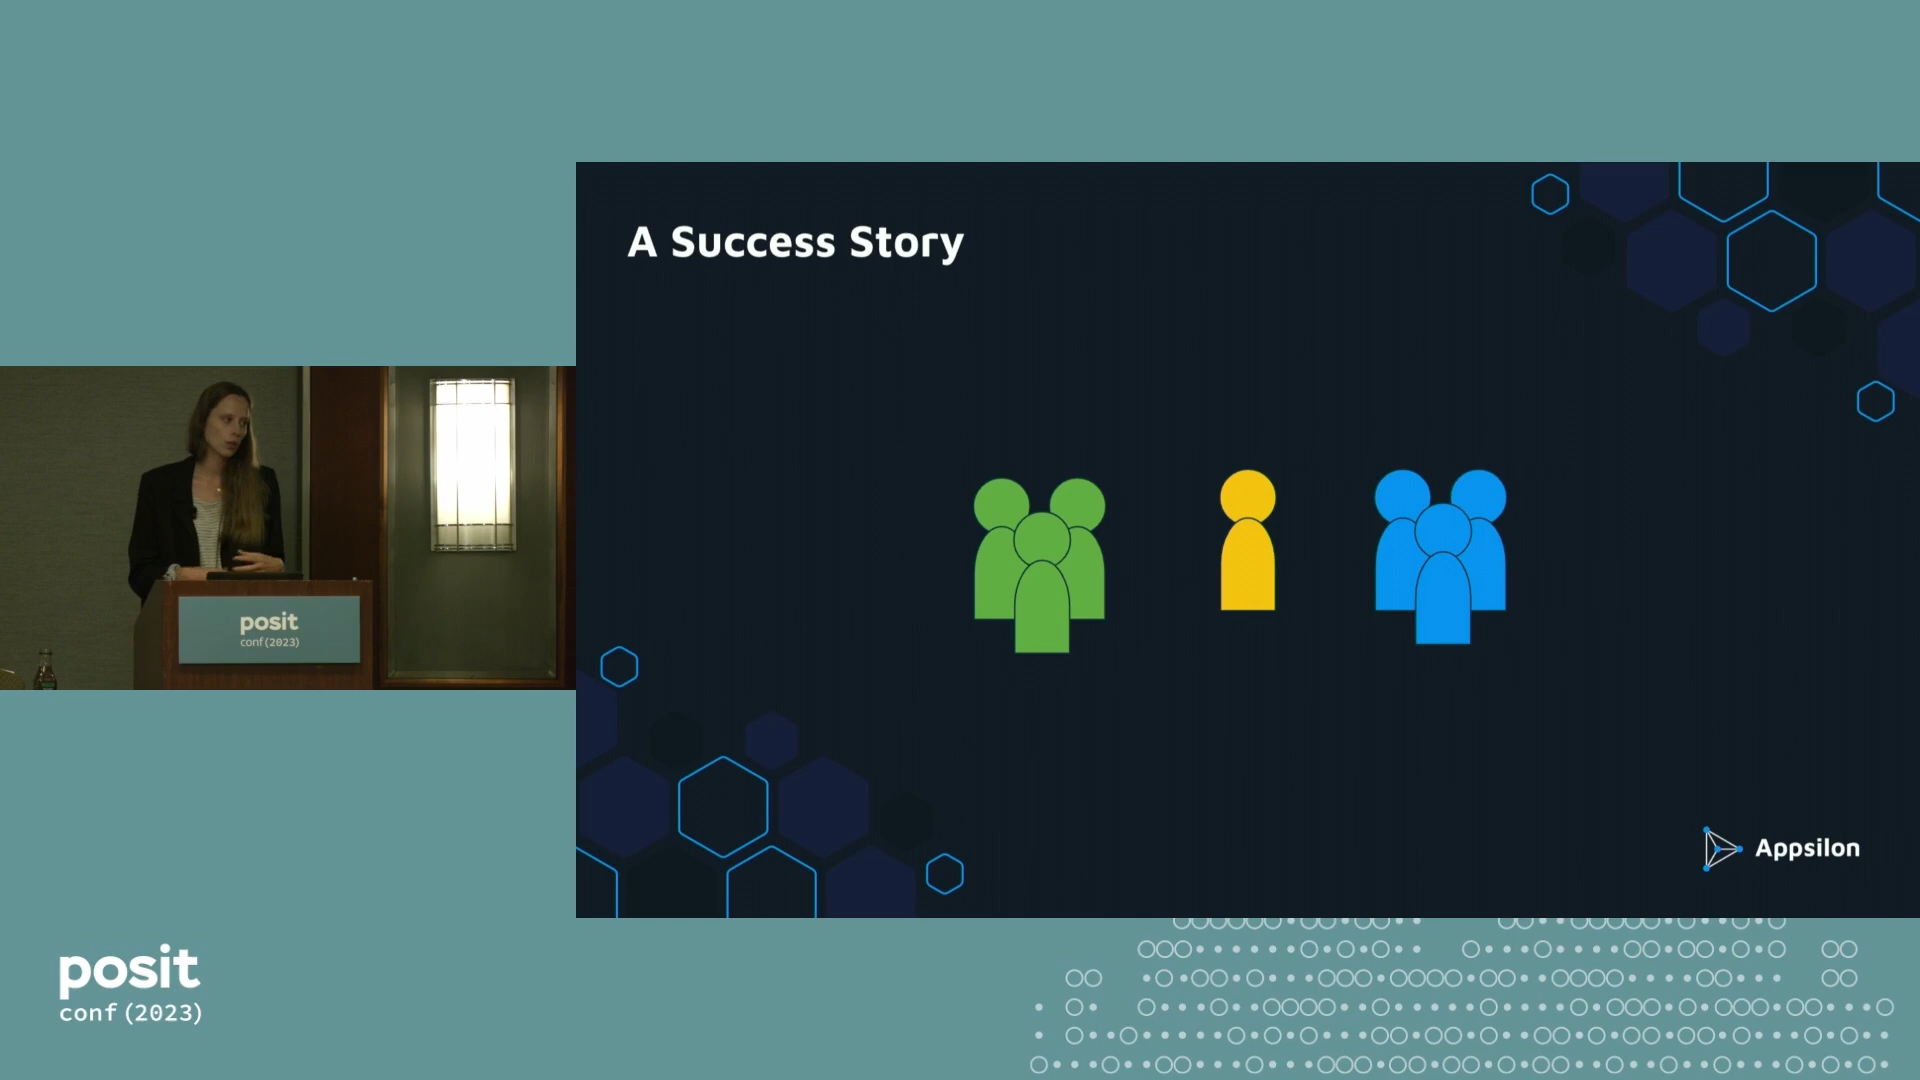 A Success Story
posit
conf(2023)
Appsilon
posit
conf(2023)